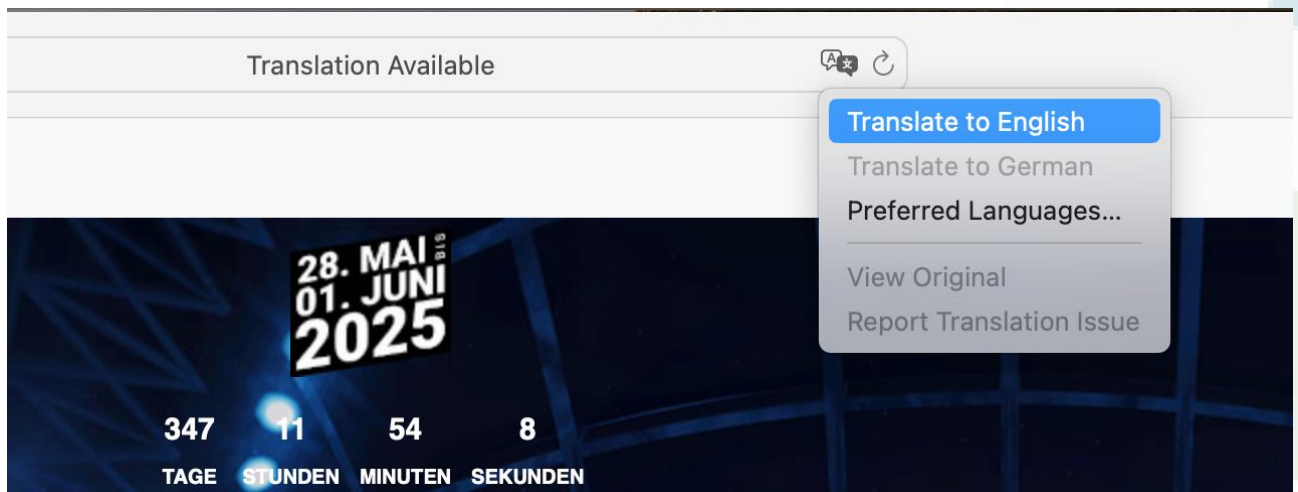 Translation Available
Translate to English
Translate to German
Preferred Languages...
View Original
Report Translation Issue
28. MAI BIS
01. JUNI
2025
347 11 54 8
TAGE STUNDEN MINUTEN SEKUNDEN